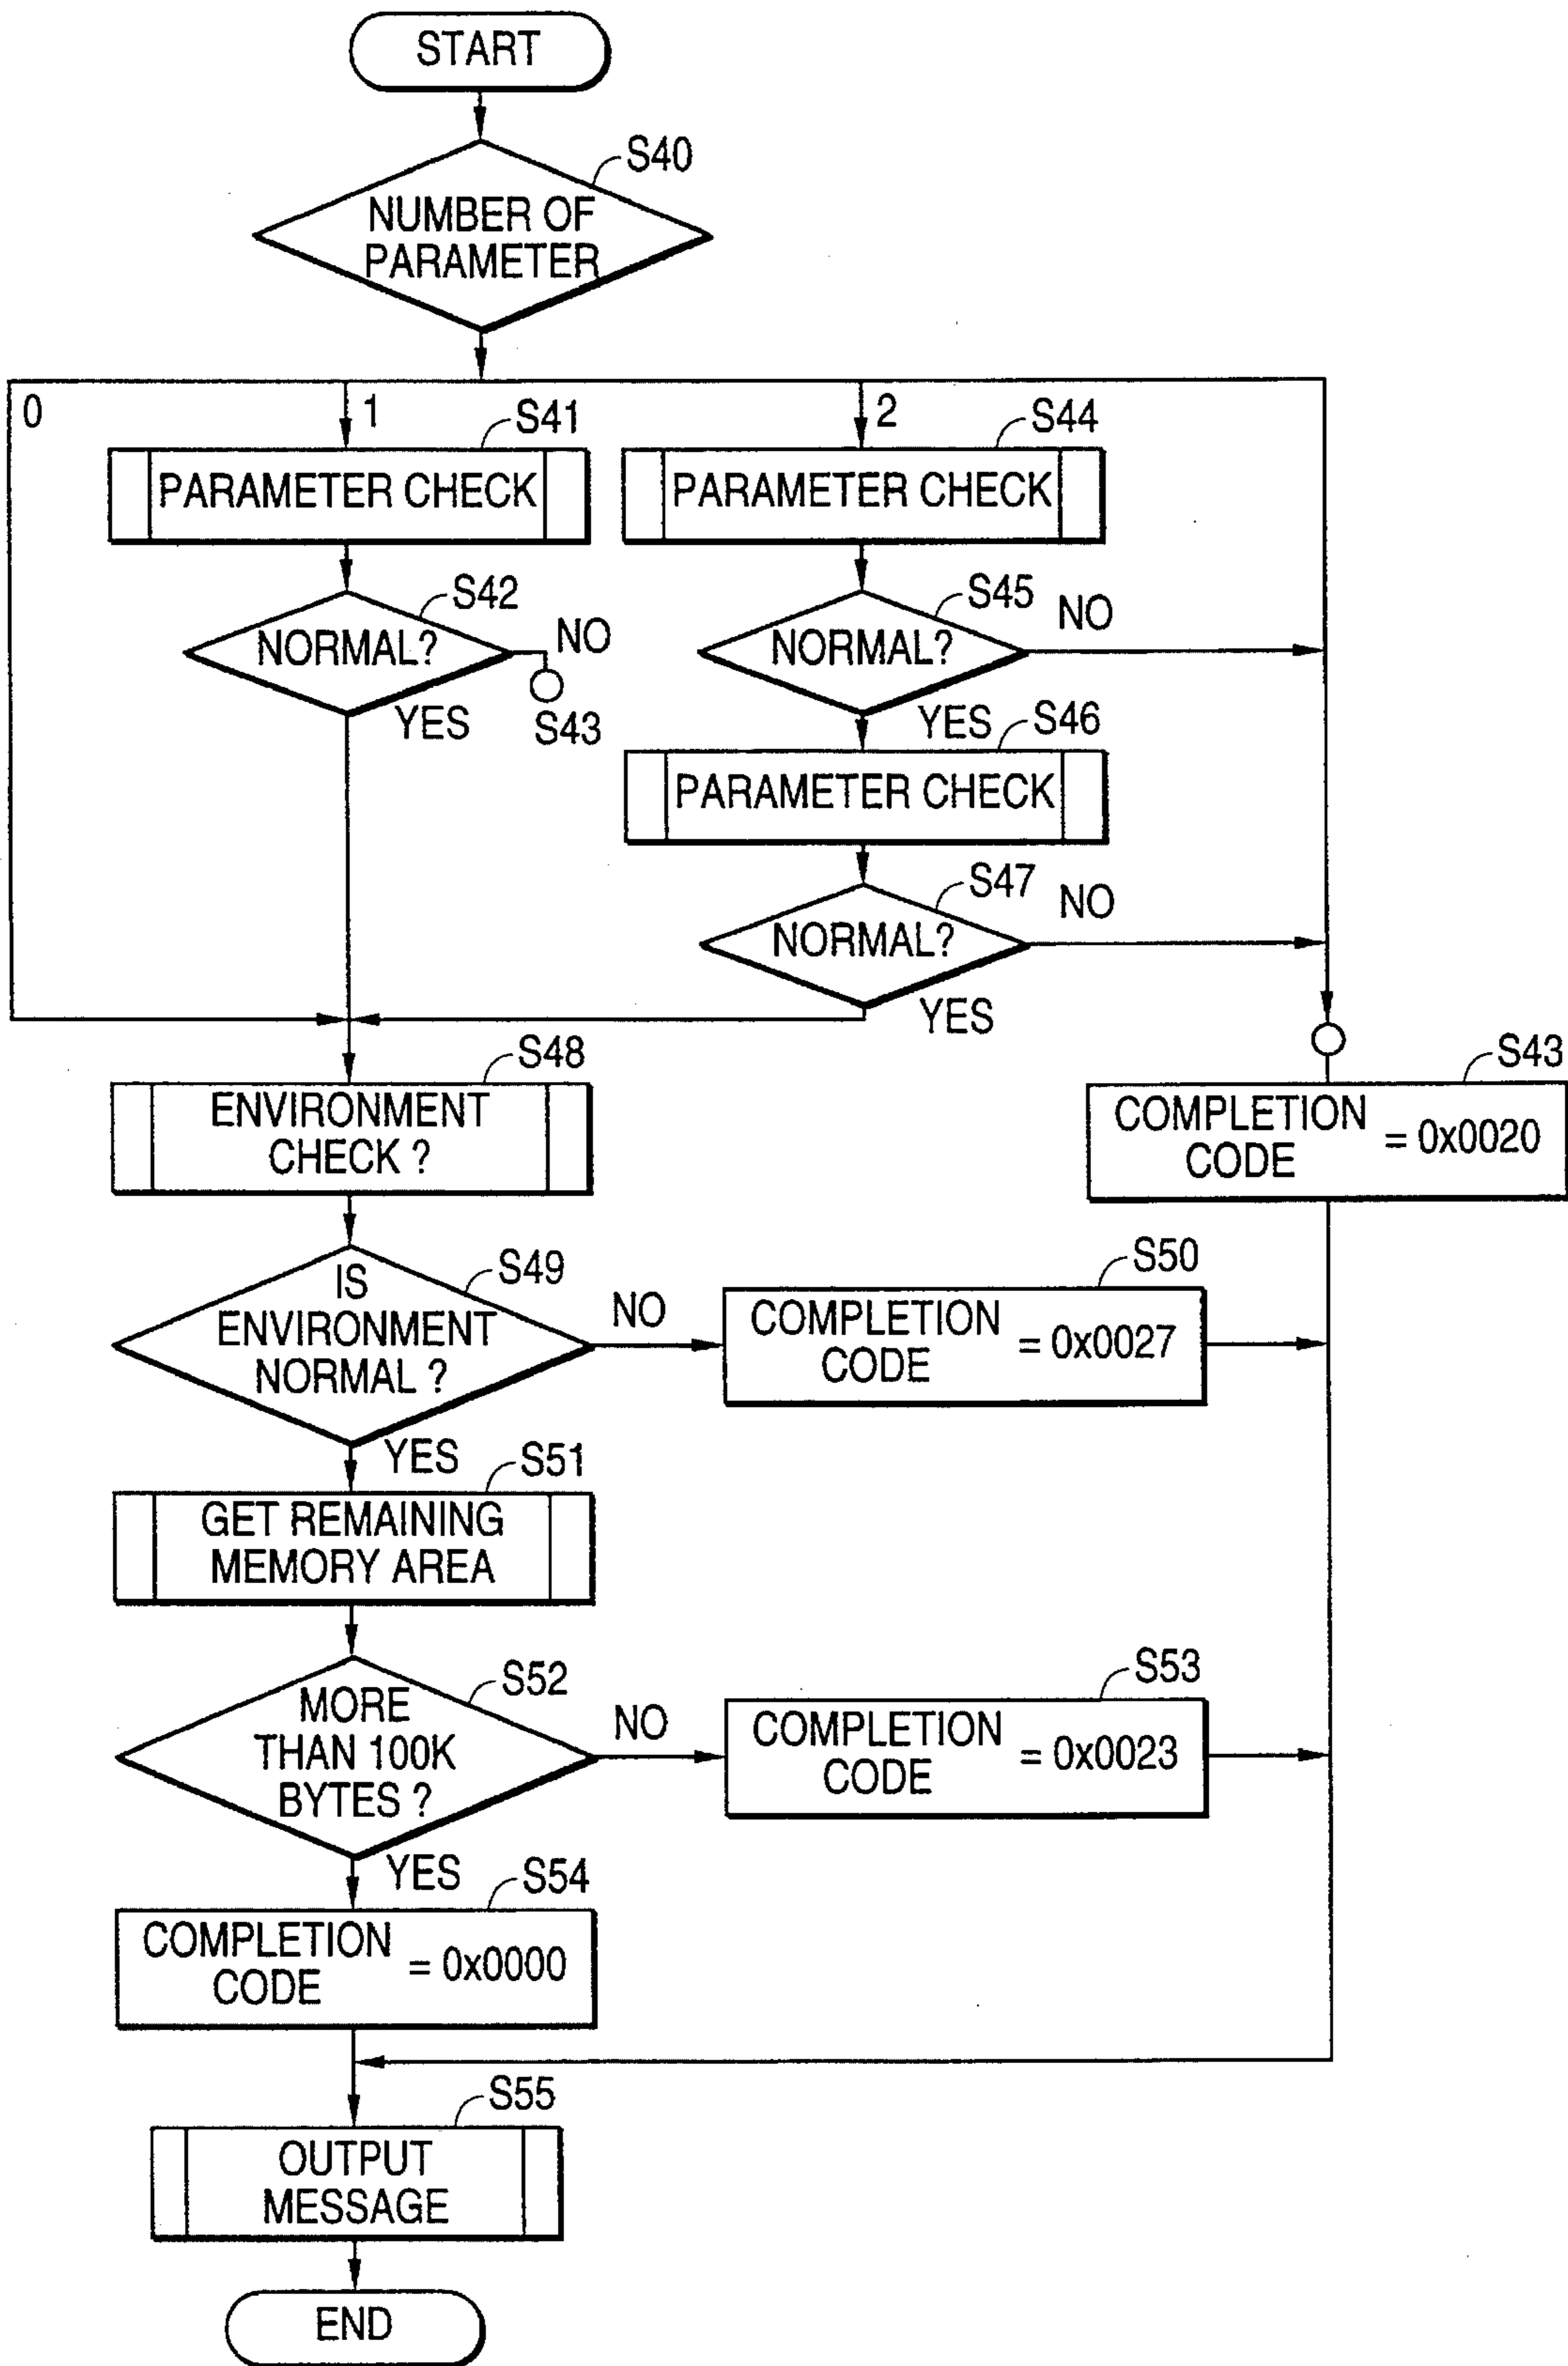 START
S40
NUMBER OF
PARAMETER
0
1
2
S41
S44
PARAMETER CHECK
PARAMETER CHECK
S42
S45
NORMAL?
NO
NORMAL?
NO
S43
YES
YES
S46
PARAMETER CHECK
S47
NORMAL?
NO
YES
S48
S43
ENVIRONMENT
CHECK ?
COMPLETION
CODE
= 0x0020
S49
S50
IS
ENVIRONMENT
NORMAL ?
NO
COMPLETION
CODE
= 0x0027
YES
S51
GET REMAINING
MEMORY AREA
S52
S53
MORE
THAN 100K
BYTES ?
NO
COMPLETION
CODE
= 0x0023
YES
S54
COMPLETION
CODE
= 0x0000
S55
OUTPUT
MESSAGE
END